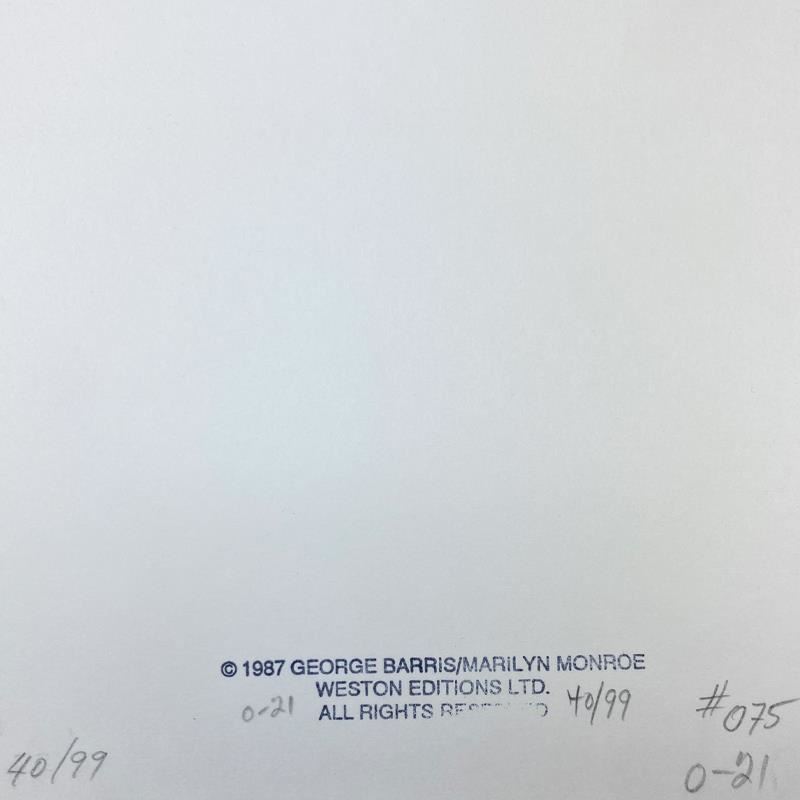 © 1987 GEORGE BARRIS/MARILYN MONROE
WESTON EDITIONS LTD.
0-21 ALL RIGHTS RESERVED 40/99
#075
40/99
0-21